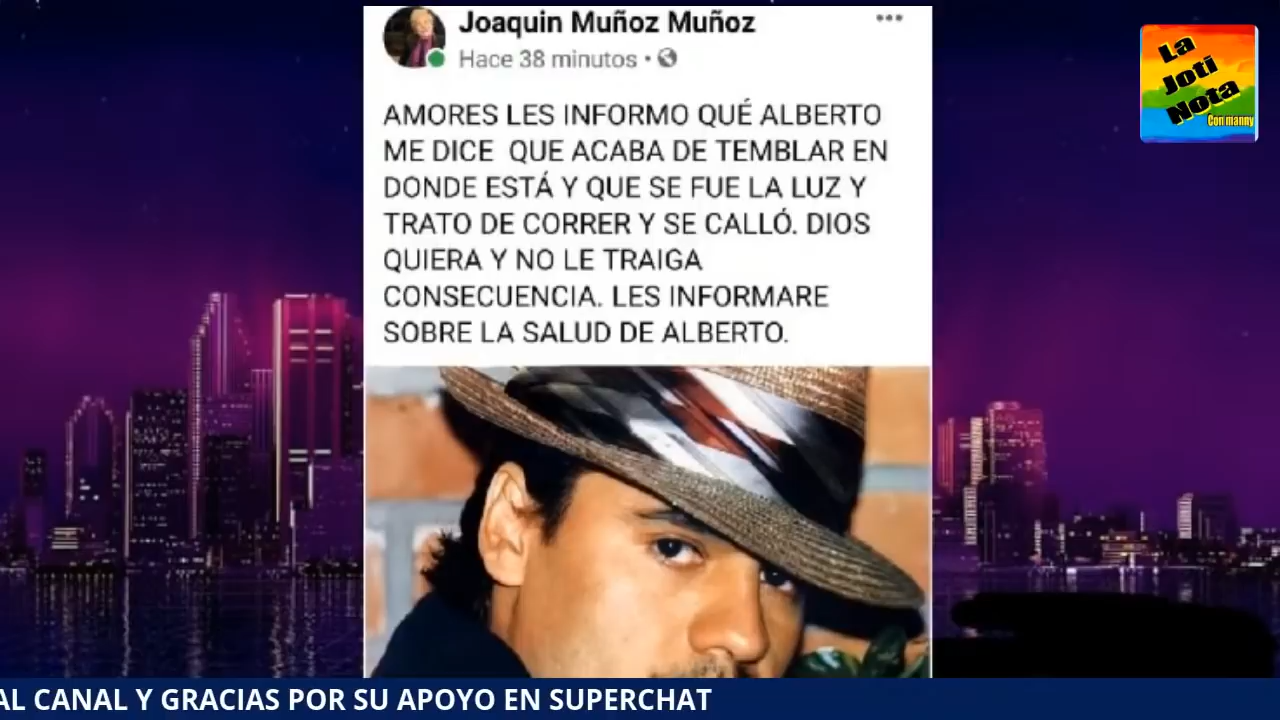 Joaquin Muñoz Muñoz
Hace 38 minutos •
AMORES LES INFORMO QUÉ ALBERTO
ME DICE QUE ACABA DE TEMBLAR EN
DONDE ESTÁ Y QUE SE FUE LA LUZ Y
TRATO DE CORRER Y SE CALLÓ. DIOS
QUIERA Y NO LE TRAIGA
CONSECUENCIA. LES INFORMARE
SOBRE LA SALUD DE ALBERTO.
La
Joti
Nota
Con manny
AL CANAL Y GRACIAS POR SU APOYO EN SUPERCHAT